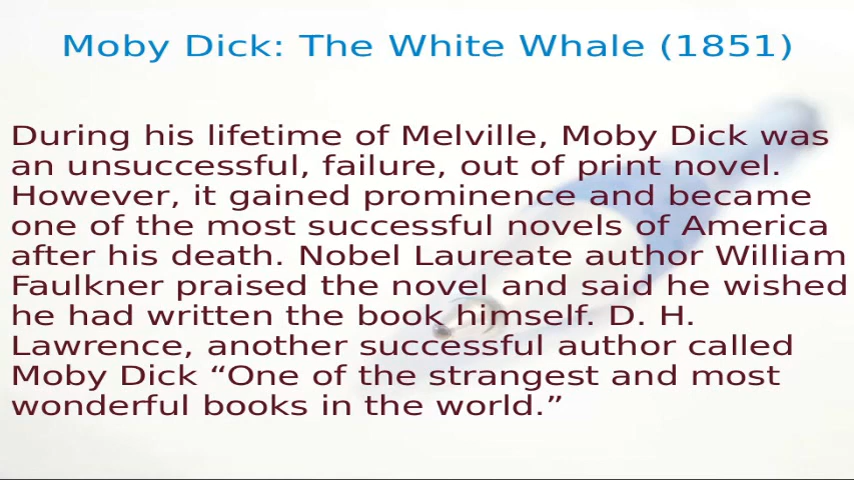 Moby Dick: The White Whale (1851)
During his lifetime of Melville, Moby Dick was
an unsuccessful, failure, out of print novel.
However, it gained prominence and became
one of the most successful novels of America
after his death. Nobel Laureate author William
Faulkner praised the novel and said he wished
he had written the book himself. D. H.
Lawrence, another successful author called
Moby Dick “One of the strangest and most
wonderful books in the world.”